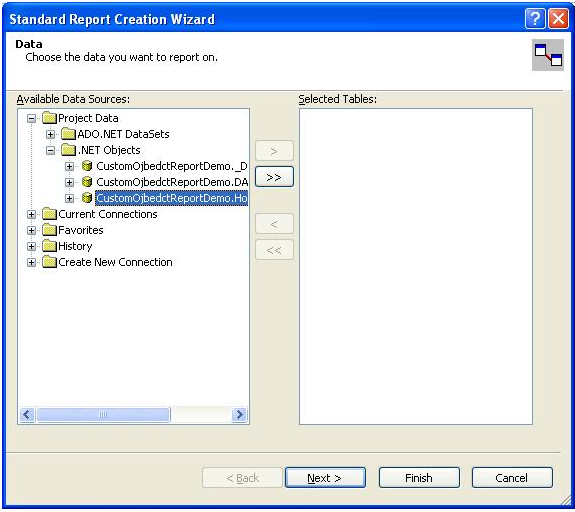 Standard Report Creation Wizard
Data
Choose the data you want to report on.
Available Data Sources:
Selected Tables:
Project Data
ADO.NET DataSets
.NET Objects
CustomOjbedctReportDemo._D
CustomOjbedctReportDemo.DA
CustomOjbedctReportDemo.Ho
Current Connections
Favorites
History
Create New Connection
>
>>
<
<<
< Back
Next >
Finish
Cancel